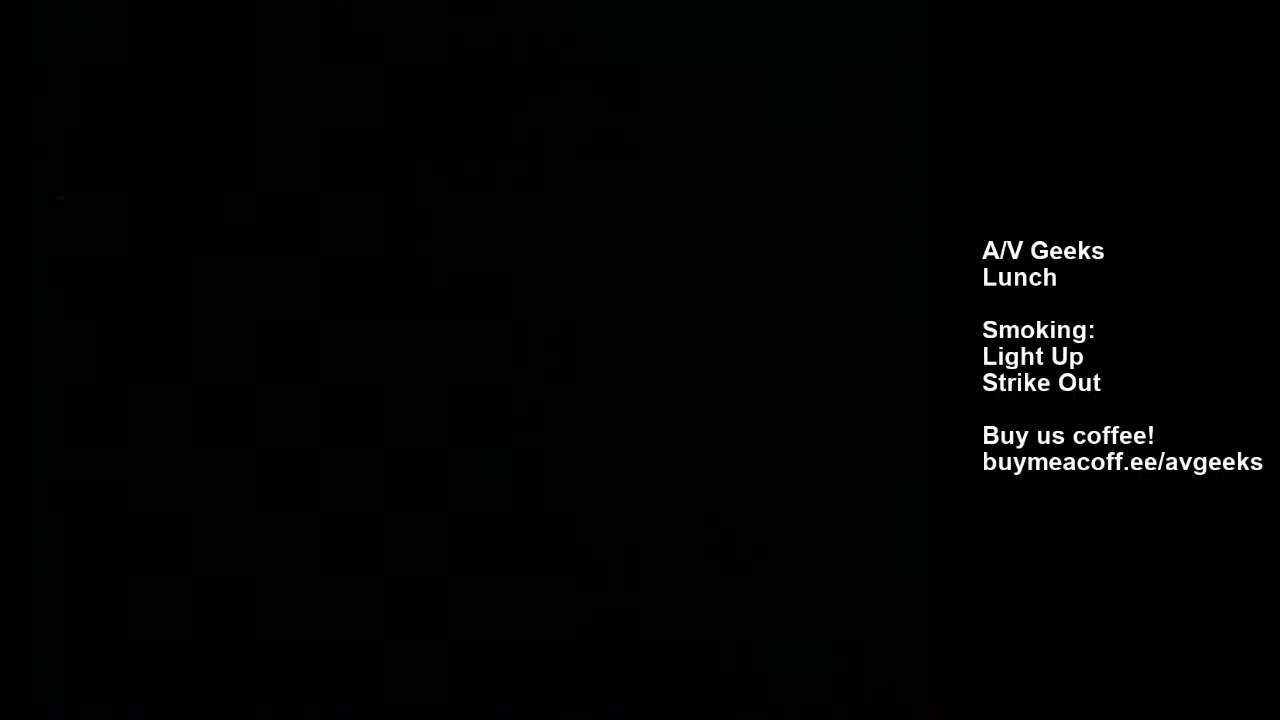 A/V Geeks
Lunch
Smoking:
Light Up
Strike Out
Buy us coffee!
buymeacoff.ee/avgeeks